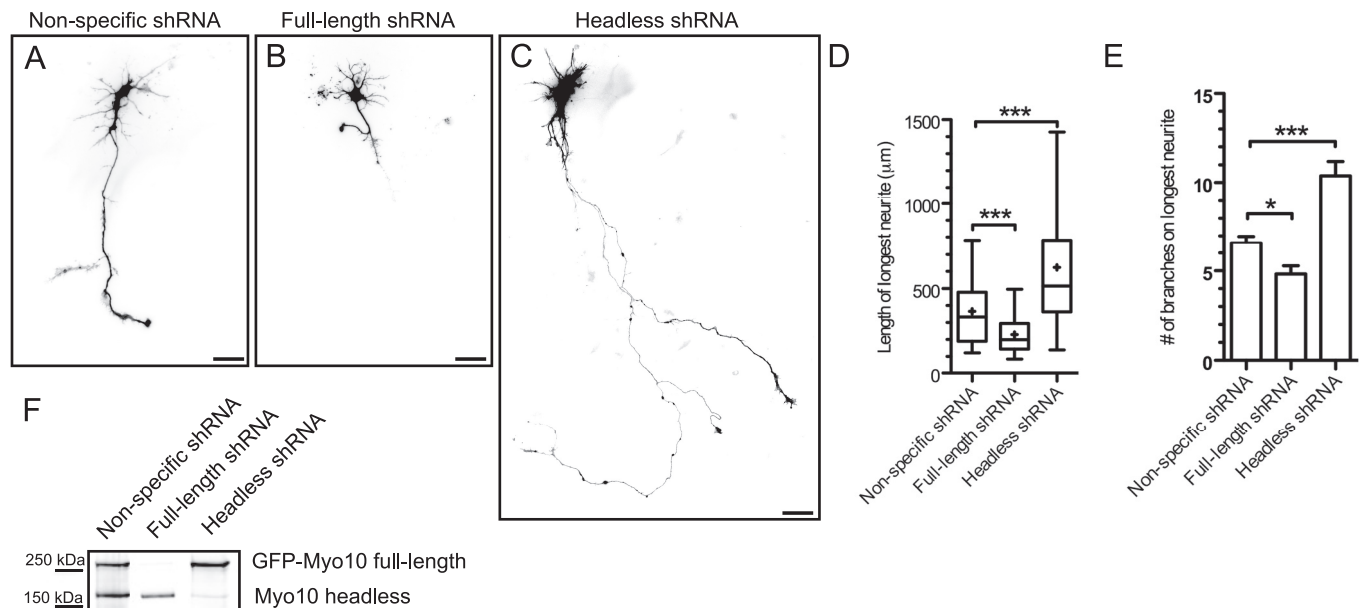 Non-specific shRNA
Full-length shRNA
Headless shRNA
A
B
C
D
Length of longest neurite (µm)
1500
1000
500
0
***
***
Non-specific shRNA
Full-length shRNA
Headless shRNA
E
# of branches on longest neurite
15
10
5
0
***
*
Non-specific shRNA
Full-length shRNA
Headless shRNA
F
Non-specific shRNA
Full-length shRNA
Headless shRNA
250 kDa
GFP-Myo10 full-length
150 kDa
Myo10 headless